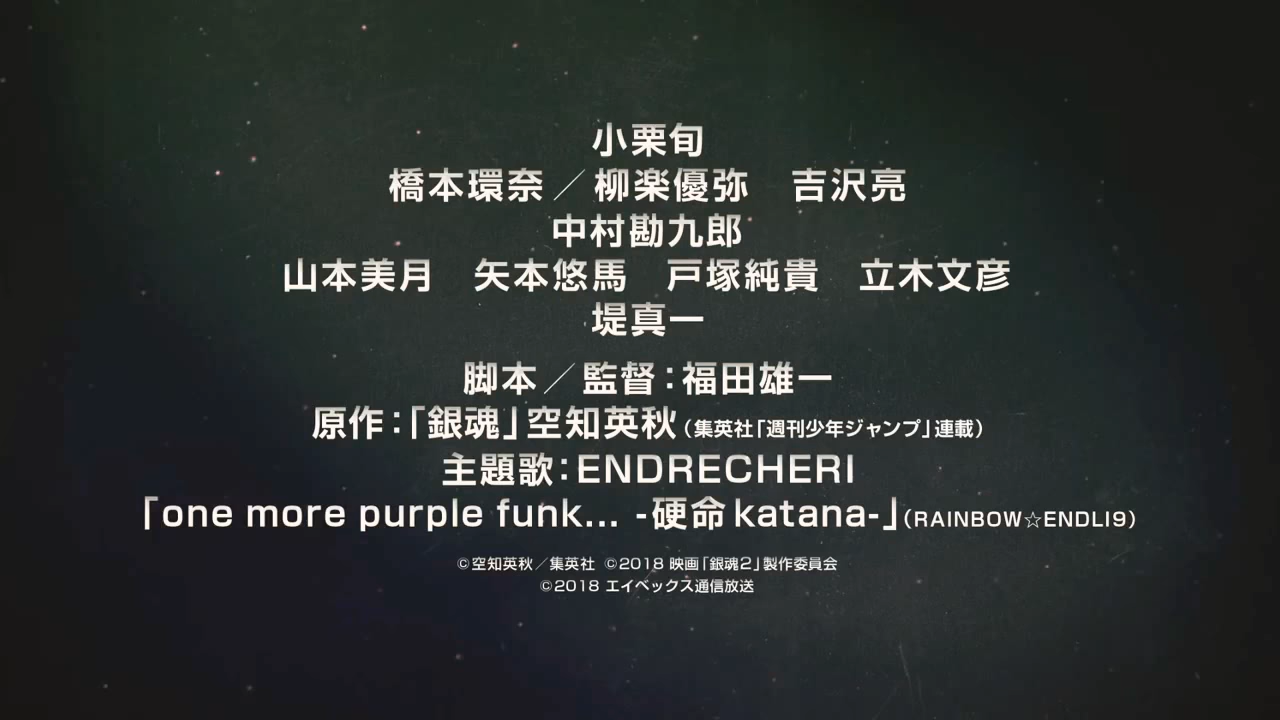 小栗旬
橋本環奈／柳楽優弥　吉沢亮
中村勘九郎
山本美月　矢本悠馬　戸塚純貴　立木文彦
堤真一
脚本／監督：福田雄一
原作：「銀魂」空知英秋（集英社「週刊少年ジャンプ」連載）
主題歌：ENDRECHERI
「one more purple funk... -硬命 katana-」（RAINBOW☆ENDLI9）
©空知英秋／集英社 ©2018 映画「銀魂2」製作委員会
©2018 エイベックス通信放送